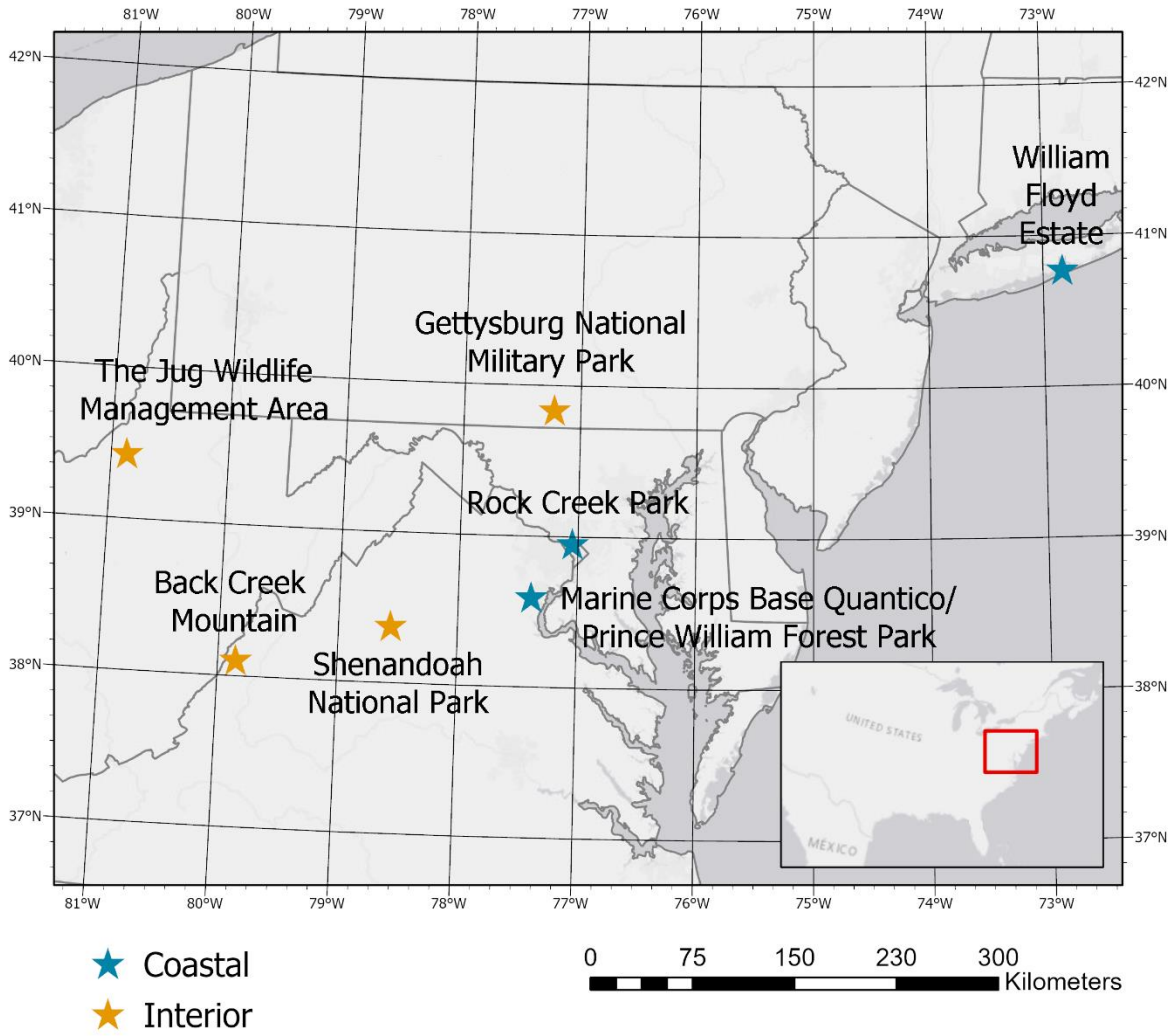 81°W 80°W 79°W 78°W 77°W 76°W 75°W 74°W 73°W
42°N 42°N
William
Floyd
Estate
41°N 41°N
Gettysburg National
Military Park
40°N 40°N
The Jug Wildlife
Management Area
Rock Creek Park
39°N 39°N
Back Creek
Mountain
Marine Corps Base Quantico/
Prince William Forest Park
Shenandoah
National Park
38°N 38°N
UNITED STATES
MÉXICO
37°N 37°N
81°W 80°W 79°W 78°W 77°W 76°W 75°W 74°W 73°W
Coastal
Interior
0 75 150 230 300
Kilometers